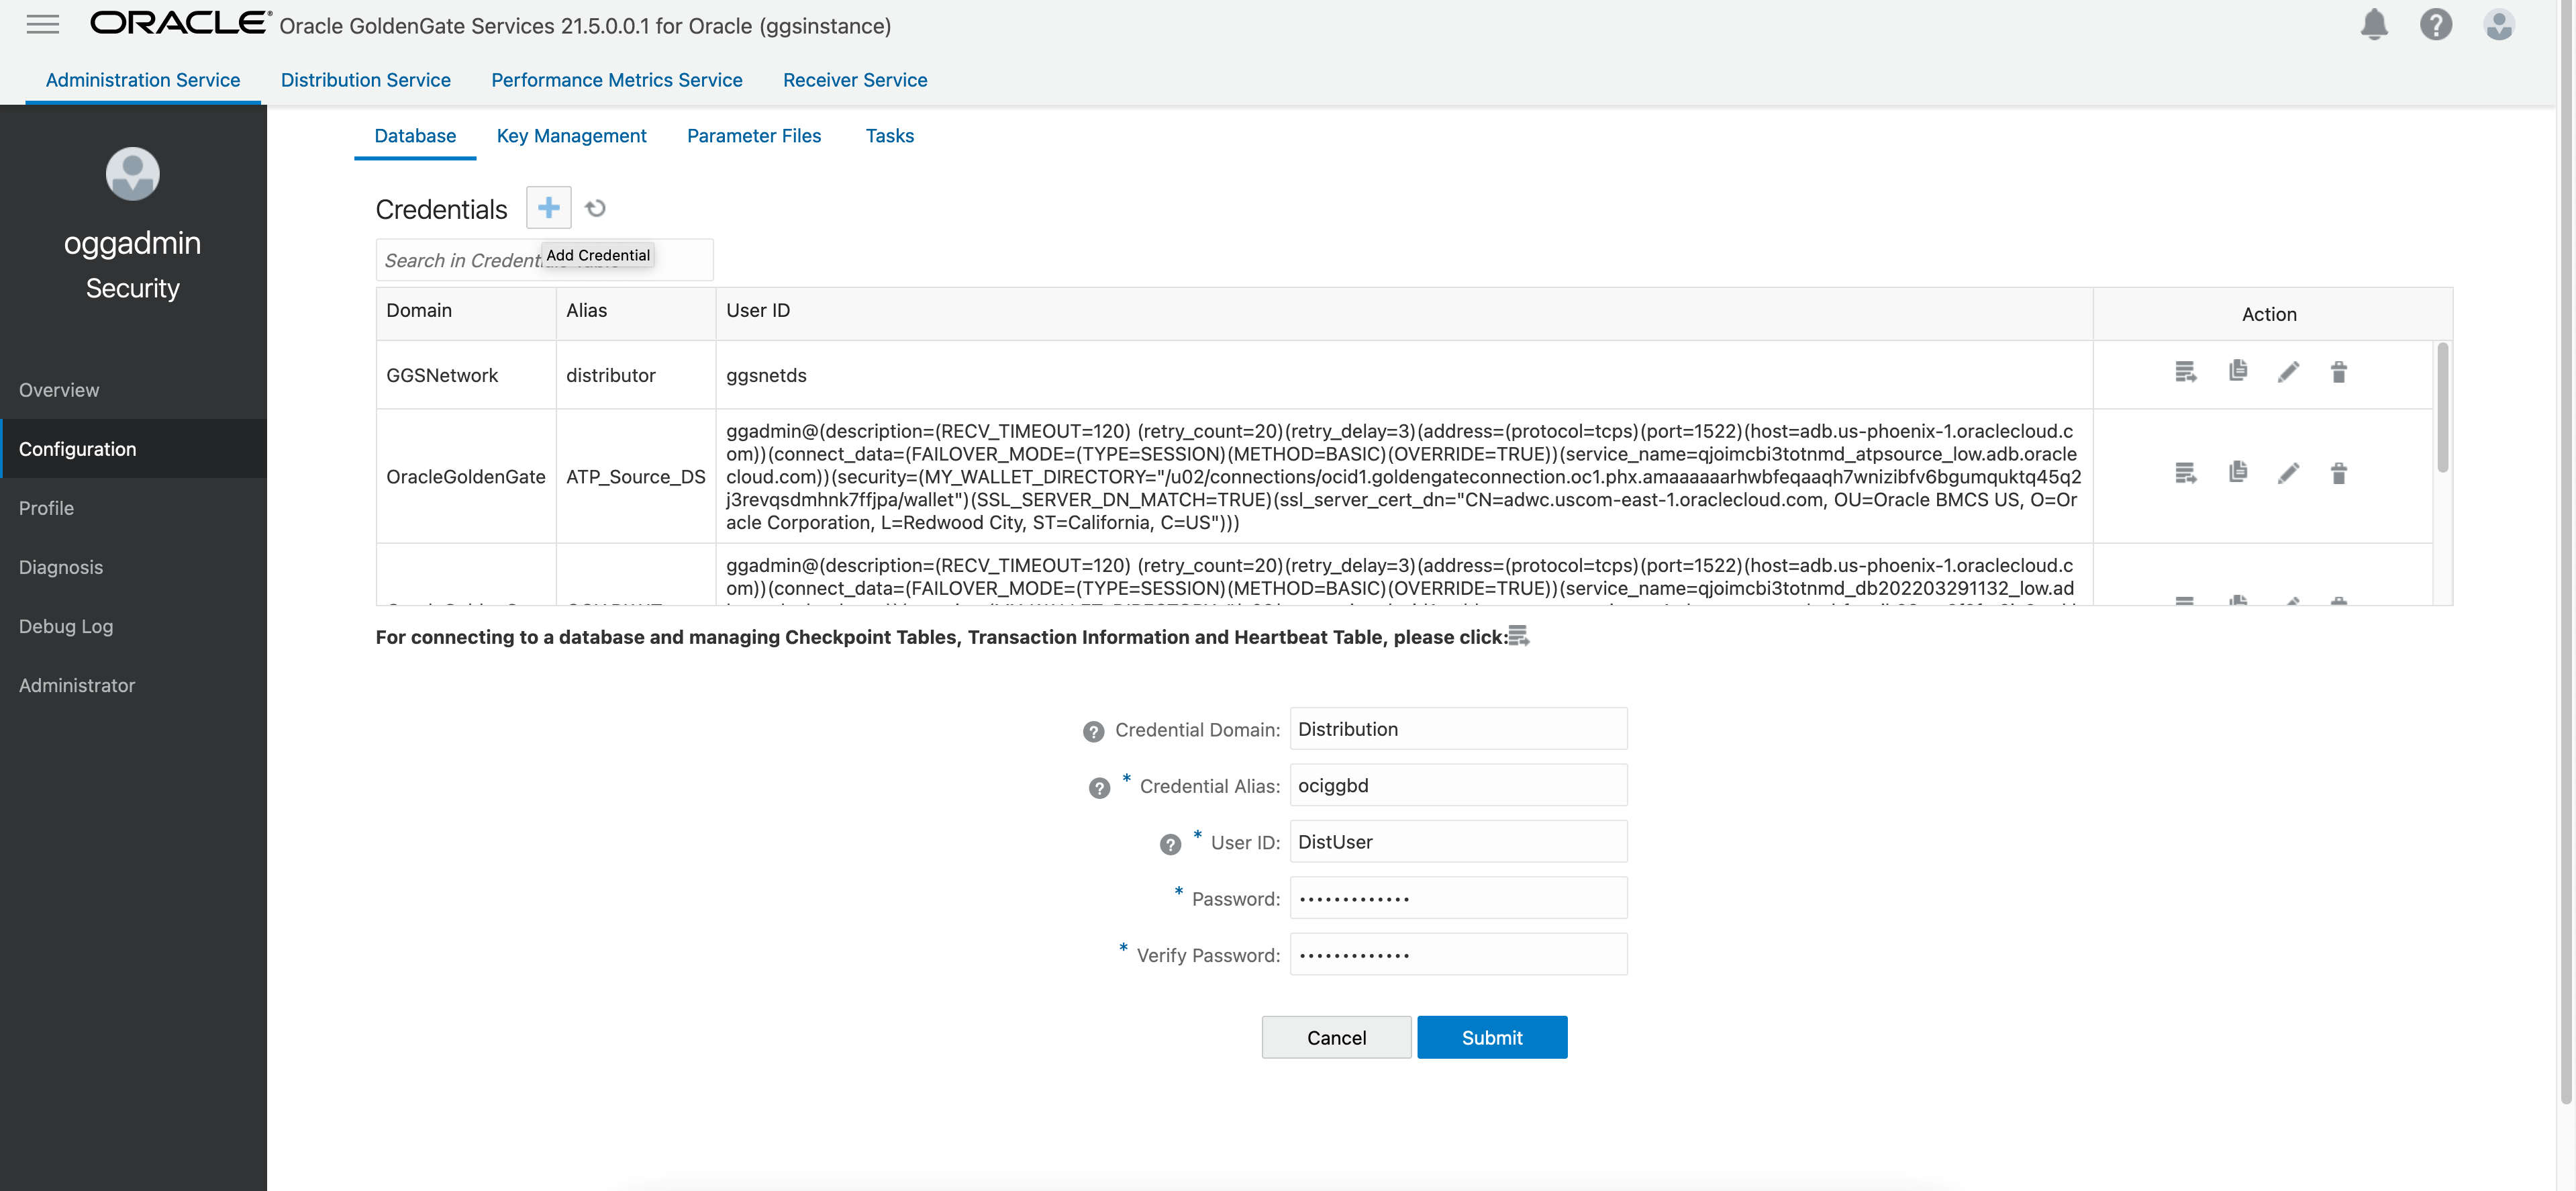 ORACLE® Oracle GoldenGate Services 21.5.0.0.1 for Oracle (ggsinstance)
Administration Service Distribution Service Performance Metrics Service Receiver Service
oggadmin
Security
Overview
Configuration
Profile
Diagnosis
Debug Log
Administrator
Database Key Management Parameter Files Tasks
Credentials
Add Credential
Search in Credent
Domain Alias User ID Action
GGSNetwork distributor ggsnetds
OracleGoldenGate ATP_Source_DS
ggadmin@(description=(RECV_TIMEOUT=120) (retry_count=20)(retry_delay=3)(address=(protocol=tcps)(port=1522)(host=adb.us-phoenix-1.oraclecloud.c
om))(connect_data=(FAILOVER_MODE=(TYPE=SESSION)(METHOD=BASIC)(OVERRIDE=TRUE))(service_name=qjoimcbi3totnmd_atpsource_low.adb.oracle
cloud.com))(security=(MY_WALLET_DIRECTORY="/u02/connections/ocid1.goldengateconnection.oc1.phx.amaaaaaarhwbfeqaaqh7wnizibfv6bgumquktq45q2
j3revqsdmhnk7ffjpa/wallet")(SSL_SERVER_DN_MATCH=TRUE)(ssl_server_cert_dn="CN=adwc.uscom-east-1.oraclecloud.com, OU=Oracle BMCS US, O=Or
acle Corporation, L=Redwood City, ST=California, C=US")))
ggadmin@(description=(RECV_TIMEOUT=120) (retry_count=20)(retry_delay=3)(address=(protocol=tcps)(port=1522)(host=adb.us-phoenix-1.oraclecloud.c
om))(connect_data=(FAILOVER_MODE=(TYPE=SESSION)(METHOD=BASIC)(OVERRIDE=TRUE))(service_name=qjoimcbi3totnmd_db202203291132_low.ad
For connecting to a database and managing Checkpoint Tables, Transaction Information and Heartbeat Table, please click:
? Credential Domain: Distribution
? * Credential Alias: ociggbd
? * User ID: DistUser
* Password: •••••••••••••
* Verify Password: •••••••••••••
Cancel Submit